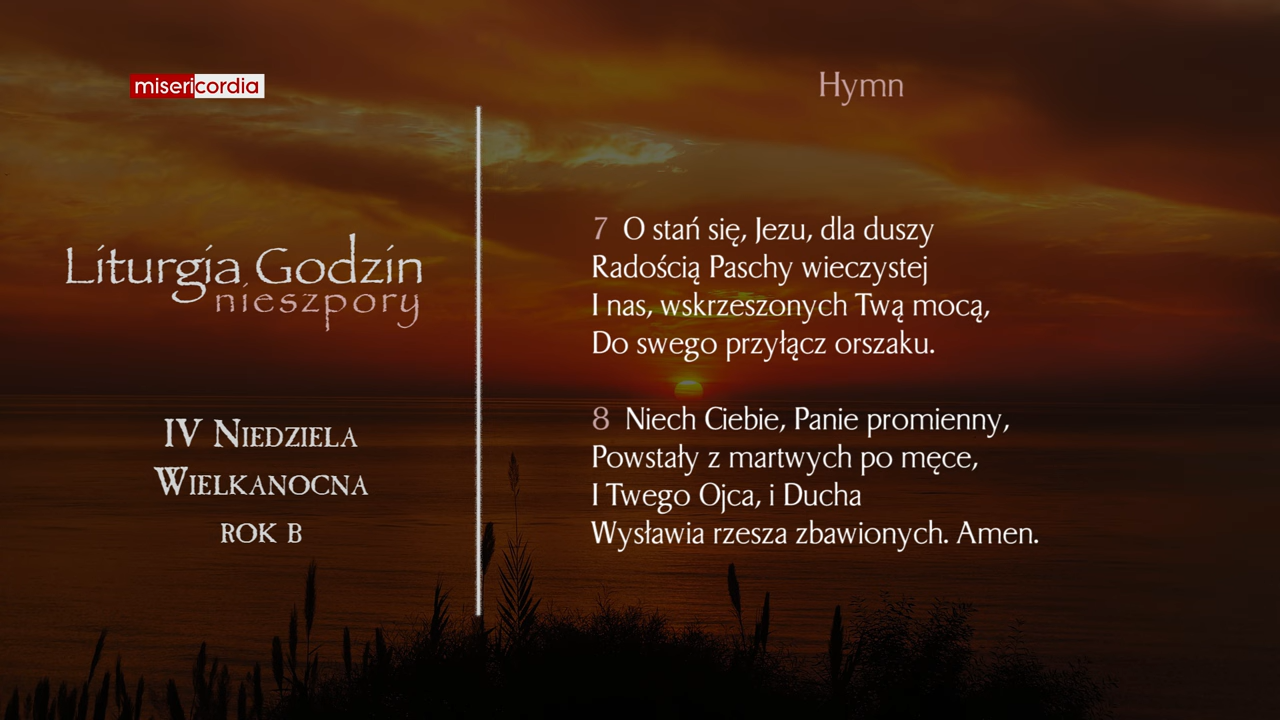 misericordia
Liturgia Godzin
nieszpory
IV Niedziela
Wielkanocna
rok B
Hymn
7 O stań się, Jezu, dla duszy
Radością Paschy wieczystej
I nas, wskrzeszonych Twą mocą,
Do swego przyłącz orszaku.
8 Niech Ciebie, Panie promienny,
Powstały z martwych po męce,
I Twego Ojca, i Ducha
Wysławia rzesza zbawionych. Amen.